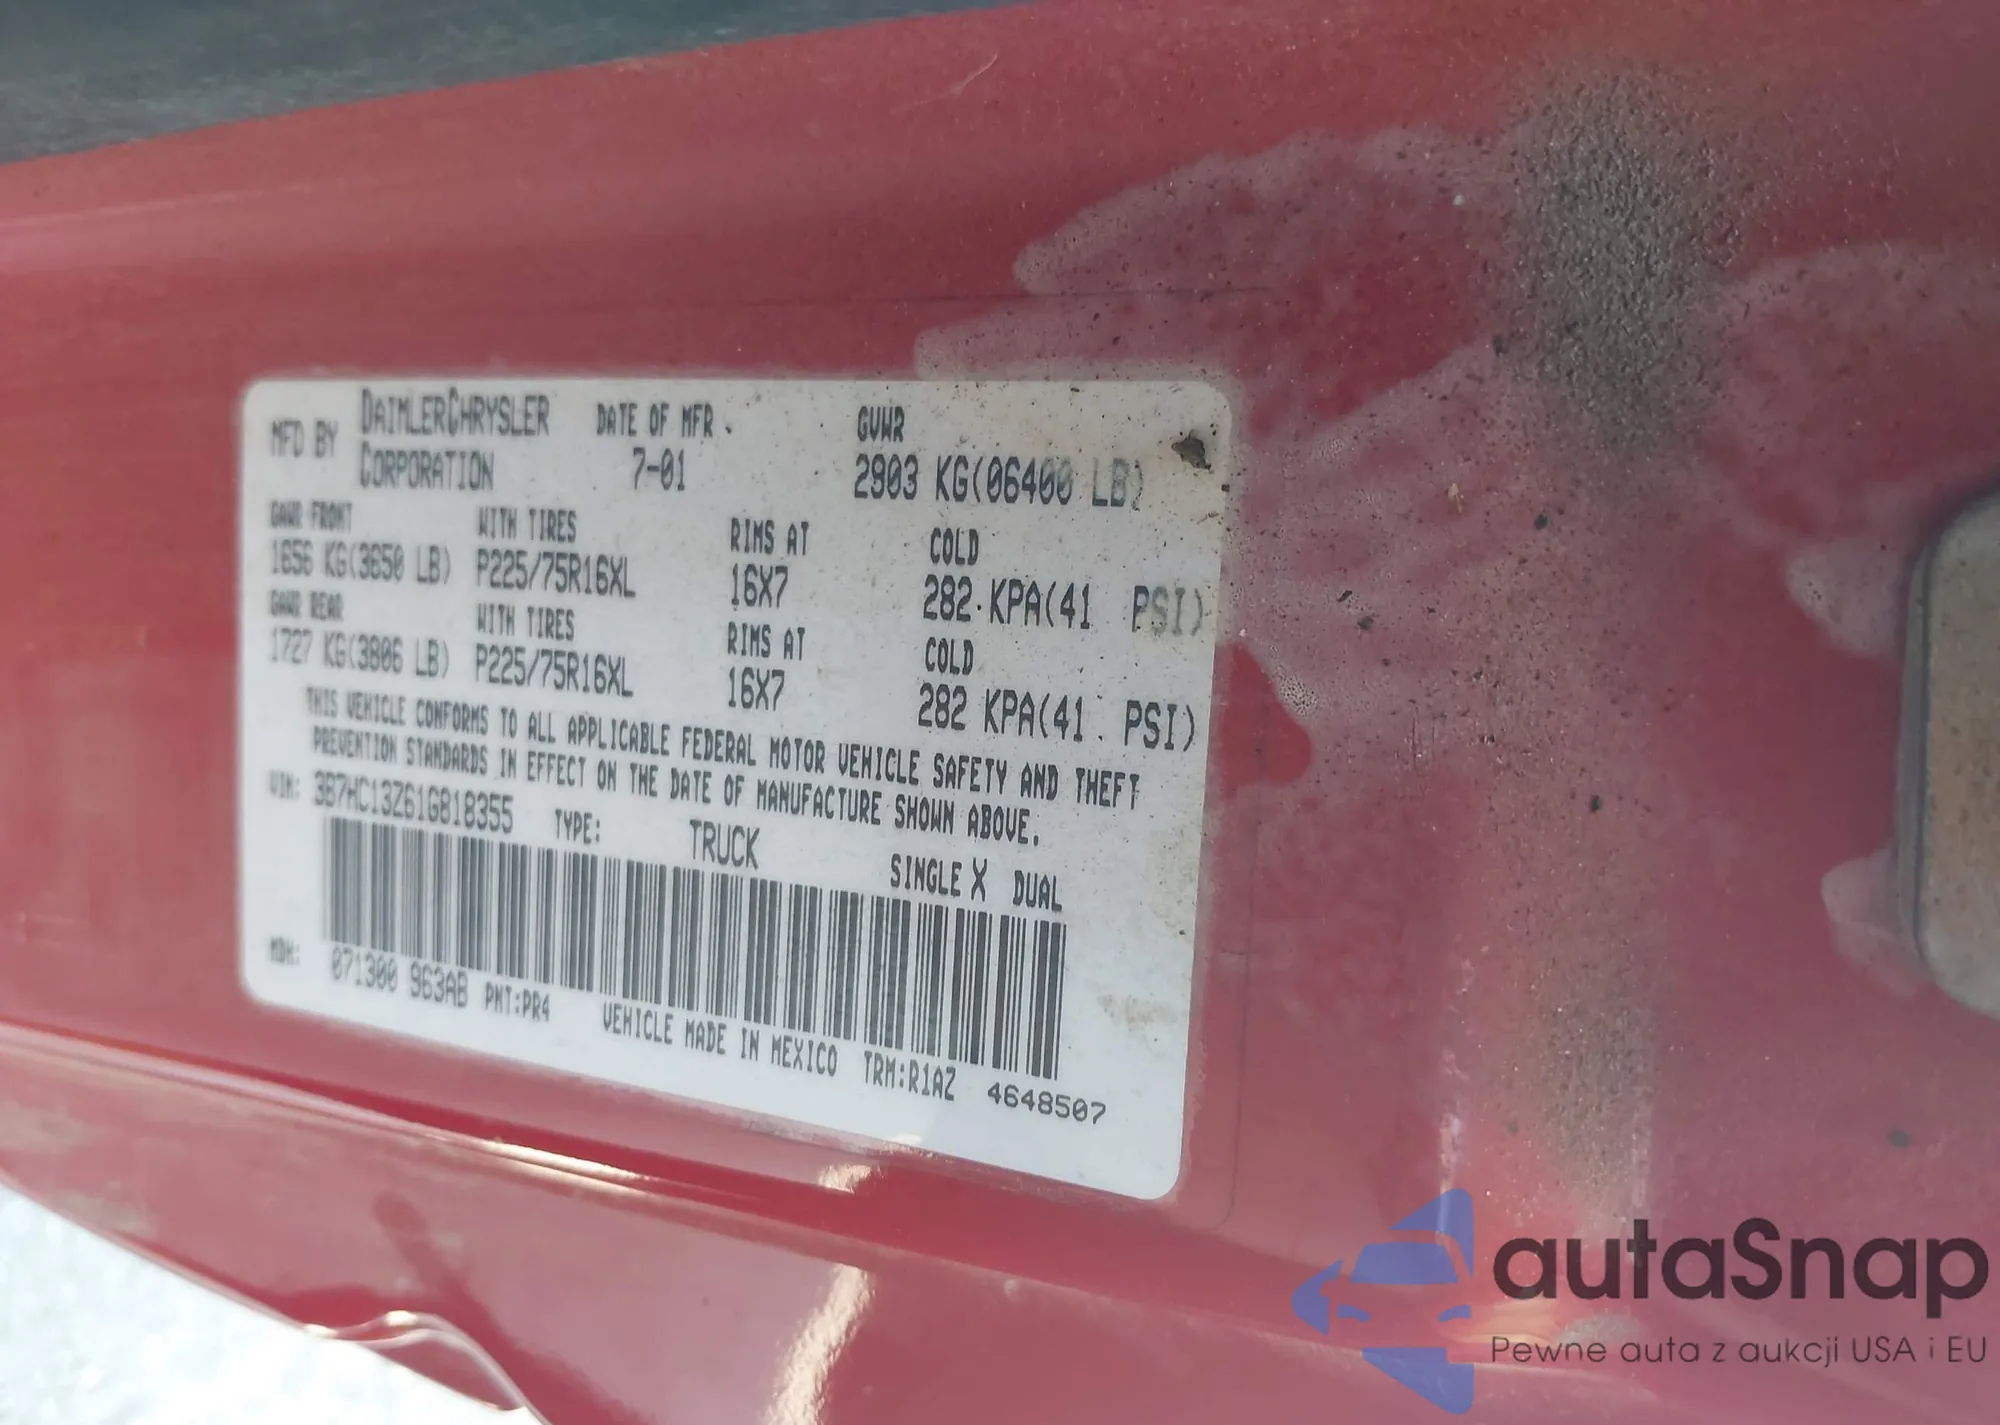 MFD BY DAIMLERCHRYSLER CORPORATION DATE OF MFR. 7-01 GVWR 2903 KG(06400 LB)
GAWR FRONT WITH TIRES RIMS AT COLD
1656 KG(3650 LB) P225/75R16XL 16X7 282 KPA(41 PSI)
GAWR REAR WITH TIRES RIMS AT COLD
1727 KG(3806 LB) P225/75R16XL 16X7 282 KPA(41 PSI)
THIS VEHICLE CONFORMS TO ALL APPLICABLE FEDERAL MOTOR VEHICLE SAFETY AND THEFT
PREVENTION STANDARDS IN EFFECT ON THE DATE OF MANUFACTURE SHOWN ABOVE.
VIN: 3B7HC13Z61G818355 TYPE: TRUCK SINGLE X DUAL
MDH: 071300 963AB PNT:PR4 VEHICLE MADE IN MEXICO TRM:R1AZ 4648507
autaSnap
Pewne auta z aukcji USA i EU